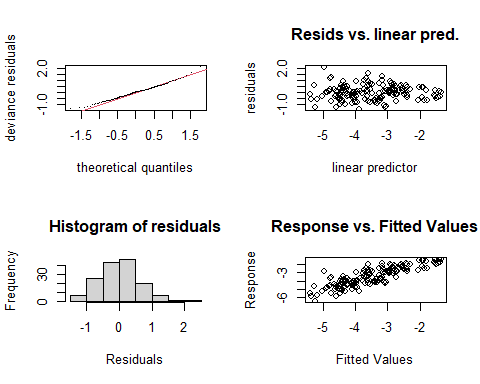 deviance residuals
2.0
-1.0
-1.5
-0.5
0.5
1.5
theoretical quantiles
Resids vs. linear pred.
residuals
2.0
-1.0
-5
-4
-3
-2
linear predictor
Histogram of residuals
Frequency
30
0
-1
0
1
2
Residuals
Response vs. Fitted Values
Response
-3
-6
-5
-4
-3
-2
Fitted Values